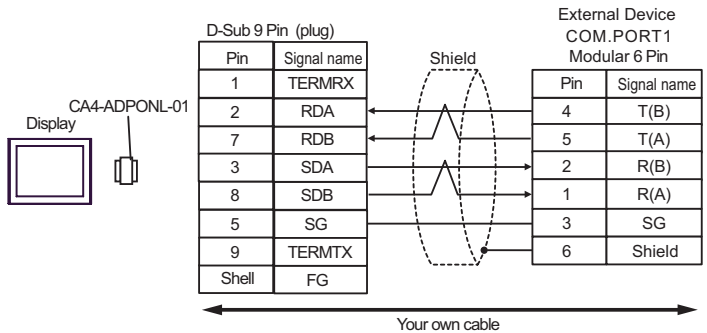 External Device
COM.PORT1
Modular 6 Pin
D-Sub 9 Pin (plug)
Shield
Pin Signal name
Pin Signal name
1 TERMRX
CA4-ADPONL-01
Display
2 RDA
4 T(B)
7 RDB
5 T(A)
3 SDA
2 R(B)
8 SDB
1 R(A)
5 SG
3 SG
9 TERMTX
6 Shield
Shell FG
Your own cable